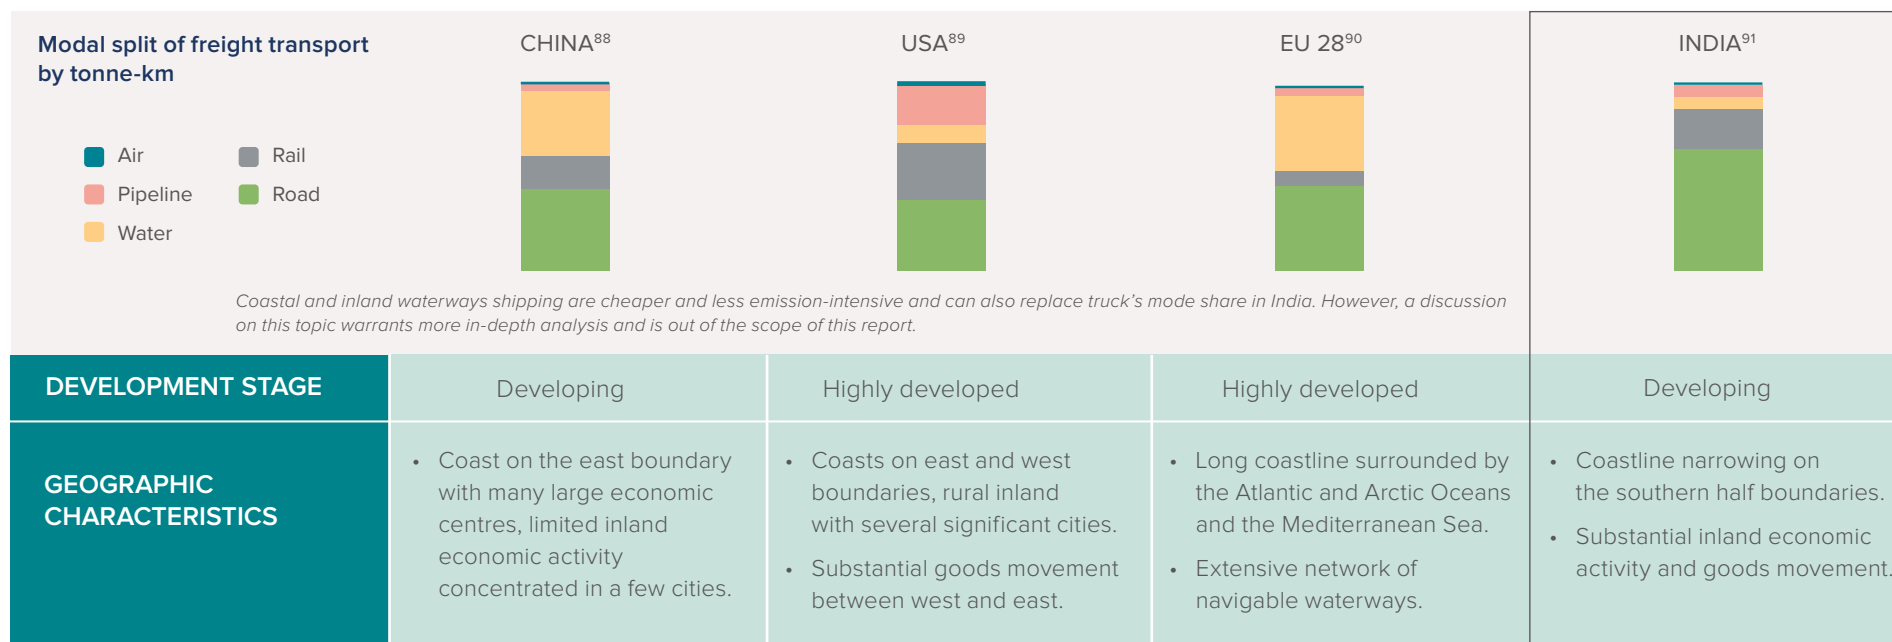 Modal split of freight transport
by tonne-km
CHINA88
USA89
EU 2890
INDIA91
Air
Rail
Pipeline
Road
Water
Coastal and inland waterways shipping are cheaper and less emission-intensive and can also replace truck's mode share in India. However, a discussion
on this topic warrants more in-depth analysis and is out of the scope of this report.
DEVELOPMENT STAGE
Developing
Highly developed
Highly developed
Developing
GEOGRAPHIC
CHARACTERISTICS
• Coast on the east boundary
with many large economic
centres, limited inland
economic activity
concentrated in a few cities.
• Coasts on east and west
boundaries, rural inland
with several significant cities.
• Substantial goods movement
between west and east.
• Long coastline surrounded by
the Atlantic and Arctic Oceans
and the Mediterranean Sea.
• Extensive network of
navigable waterways.
• Coastline narrowing on
the southern half boundaries.
• Substantial inland economic
activity and goods movement.